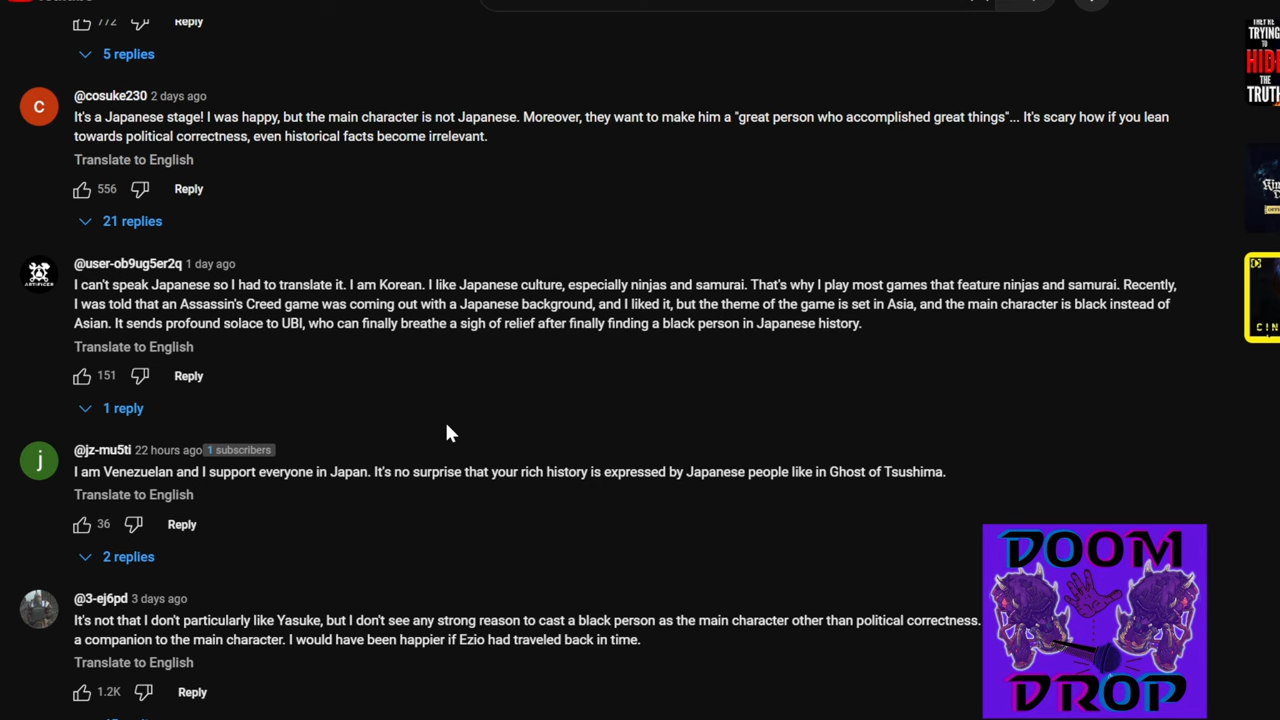 772 Reply
5 replies
C
@cosuke230 2 days ago
It's a Japanese stage! I was happy, but the main character is not Japanese. Moreover, they want to make him a "great person who accomplished great things"... It's scary how if you lean
towards political correctness, even historical facts become irrelevant.
Translate to English
556 Reply
21 replies
@user-ob9ug5er2q 1 day ago
I can't speak Japanese so I had to translate it. I am Korean. I like Japanese culture, especially ninjas and samurai. That's why I play most games that feature ninjas and samurai. Recently,
I was told that an Assassin's Creed game was coming out with a Japanese background, and I liked it, but the theme of the game is set in Asia, and the main character is black instead of
Asian. It sends profound solace to UBI, who can finally breathe a sigh of relief after finally finding a black person in Japanese history.
Translate to English
151 Reply
1 reply
j
@jz-mu5ti 22 hours ago 1 subscribers
I am Venezuelan and I support everyone in Japan. It's no surprise that your rich history is expressed by Japanese people like in Ghost of Tsushima.
Translate to English
36 Reply
2 replies
@3-ej6pd 3 days ago
It's not that I don't particularly like Yasuke, but I don't see any strong reason to cast a black person as the main character other than political correctness.
a companion to the main character. I would have been happier if Ezio had traveled back in time.
Translate to English
1.2K Reply
TRYING
TO
HIDE
THE
TRUTH
DOOM
DROP